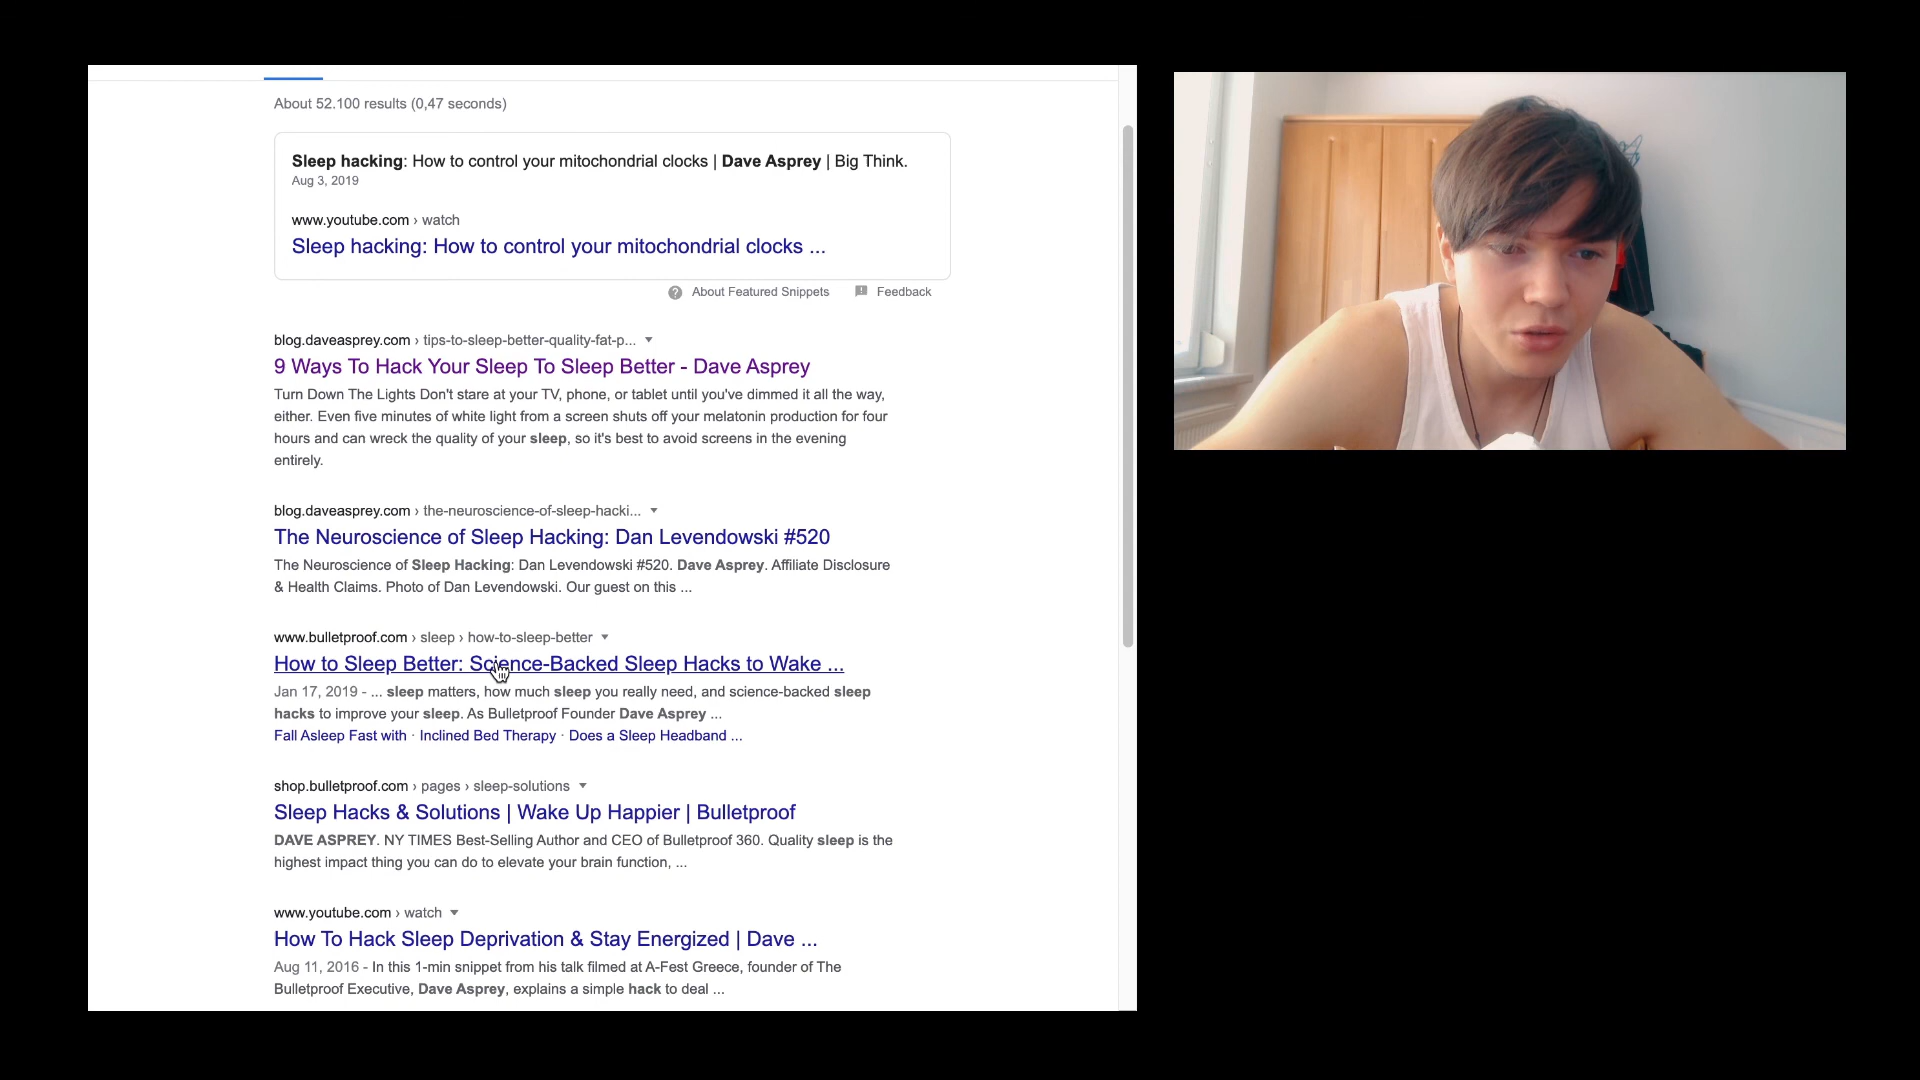 About 52.100 results (0,47 seconds)
Sleep hacking: How to control your mitochondrial clocks | Dave Asprey | Big Think.
Aug 3, 2019
www.youtube.com › watch
Sleep hacking: How to control your mitochondrial clocks ...
About Featured Snippets Feedback
blog.daveasprey.com › tips-to-sleep-better-quality-fat-p...
9 Ways To Hack Your Sleep To Sleep Better - Dave Asprey
Turn Down The Lights Don't stare at your TV, phone, or tablet until you've dimmed it all the way,
either. Even five minutes of white light from a screen shuts off your melatonin production for four
hours and can wreck the quality of your sleep, so it's best to avoid screens in the evening
entirely.
blog.daveasprey.com › the-neuroscience-of-sleep-hacki...
The Neuroscience of Sleep Hacking: Dan Levendowski #520
The Neuroscience of Sleep Hacking: Dan Levendowski #520. Dave Asprey. Affiliate Disclosure
& Health Claims. Photo of Dan Levendowski. Our guest on this ...
www.bulletproof.com › sleep › how-to-sleep-better
How to Sleep Better: Science-Backed Sleep Hacks to Wake ...
Jan 17, 2019 - ... sleep matters, how much sleep you really need, and science-backed sleep
hacks to improve your sleep. As Bulletproof Founder Dave Asprey ...
Fall Asleep Fast with · Inclined Bed Therapy · Does a Sleep Headband ...
shop.bulletproof.com › pages › sleep-solutions
Sleep Hacks & Solutions | Wake Up Happier | Bulletproof
DAVE ASPREY. NY TIMES Best-Selling Author and CEO of Bulletproof 360. Quality sleep is the
highest impact thing you can do to elevate your brain function, ...
www.youtube.com › watch
How To Hack Sleep Deprivation & Stay Energized | Dave ...
Aug 11, 2016 - In this 1-min snippet from his talk filmed at A-Fest Greece, founder of The
Bulletproof Executive, Dave Asprey, explains a simple hack to deal ...